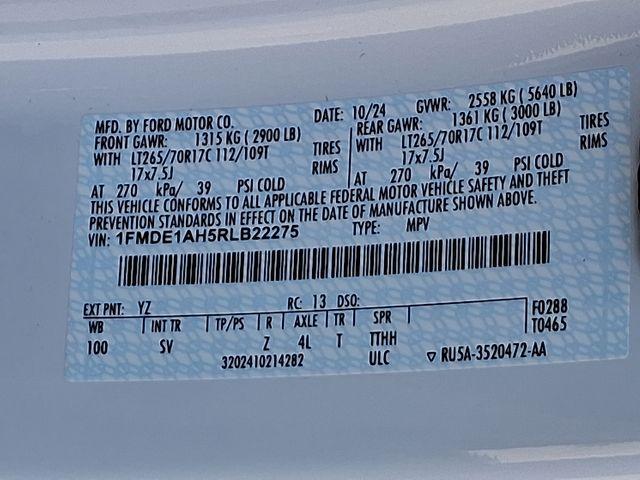 MFD. BY FORD MOTOR CO. DATE: 10/24 GVWR: 2558 KG ( 5640 LB)
FRONT GAWR: 1315 KG ( 2900 LB) REAR GAWR: 1361 KG ( 3000 LB)
WITH LT265/70R17C 112/109T TIRES WITH LT265/70R17C 112/109T TIRES
17x7.5J RIMS 17x7.5J RIMS
AT 270 kPa/ 39 PSI COLD AT 270 kPa/ 39 PSI COLD
THIS VEHICLE CONFORMS TO ALL APPLICABLE FEDERAL MOTOR VEHICLE SAFETY AND THEFT
PREVENTION STANDARDS IN EFFECT ON THE DATE OF MANUFACTURE SHOWN ABOVE.
VIN: 1FMDE1AH5RLB22275 TYPE: MPV
EXT PNT: YZ RC: 13 DSO: F0288
WB INT TR TP/PS R AXLE TR SPR T0465
100 SV Z 4L T TTHH
3202410214282 ULC ▽ RU5A-3520472-AA